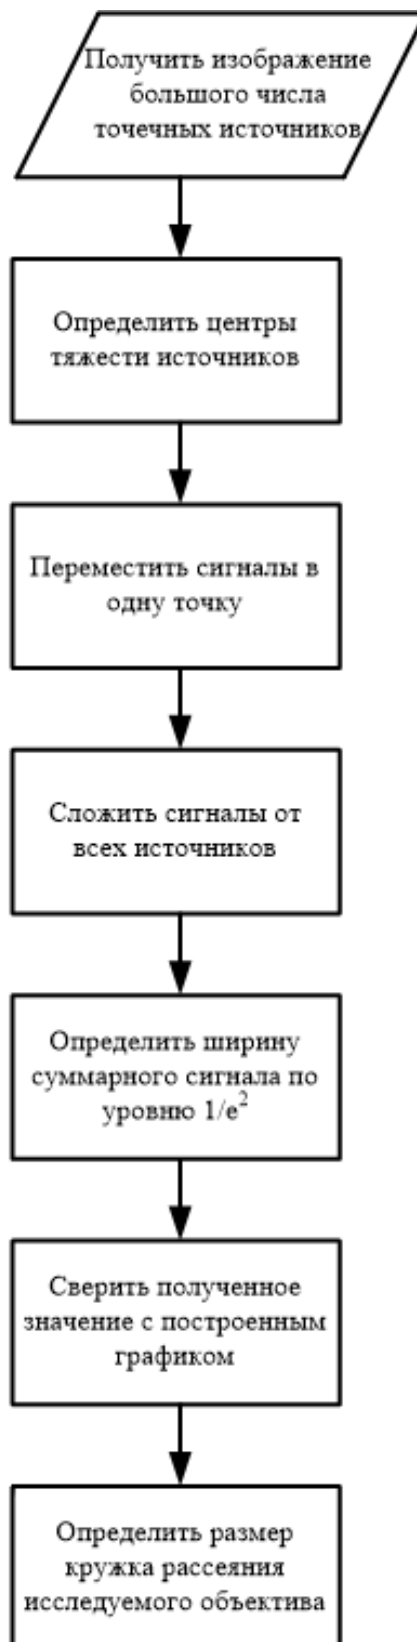 Получить изображение
большого числа
точечных источников
Определить центры
тяжести источников
Переместить сигналы в
одну точку
Сложить сигналы от
всех источников
Определить ширину
суммарного сигнала по
уровню 1/e²
Сверить полученное
значение с построенным
графиком
Определить размер
кружка рассеяния
исследуемого объектива